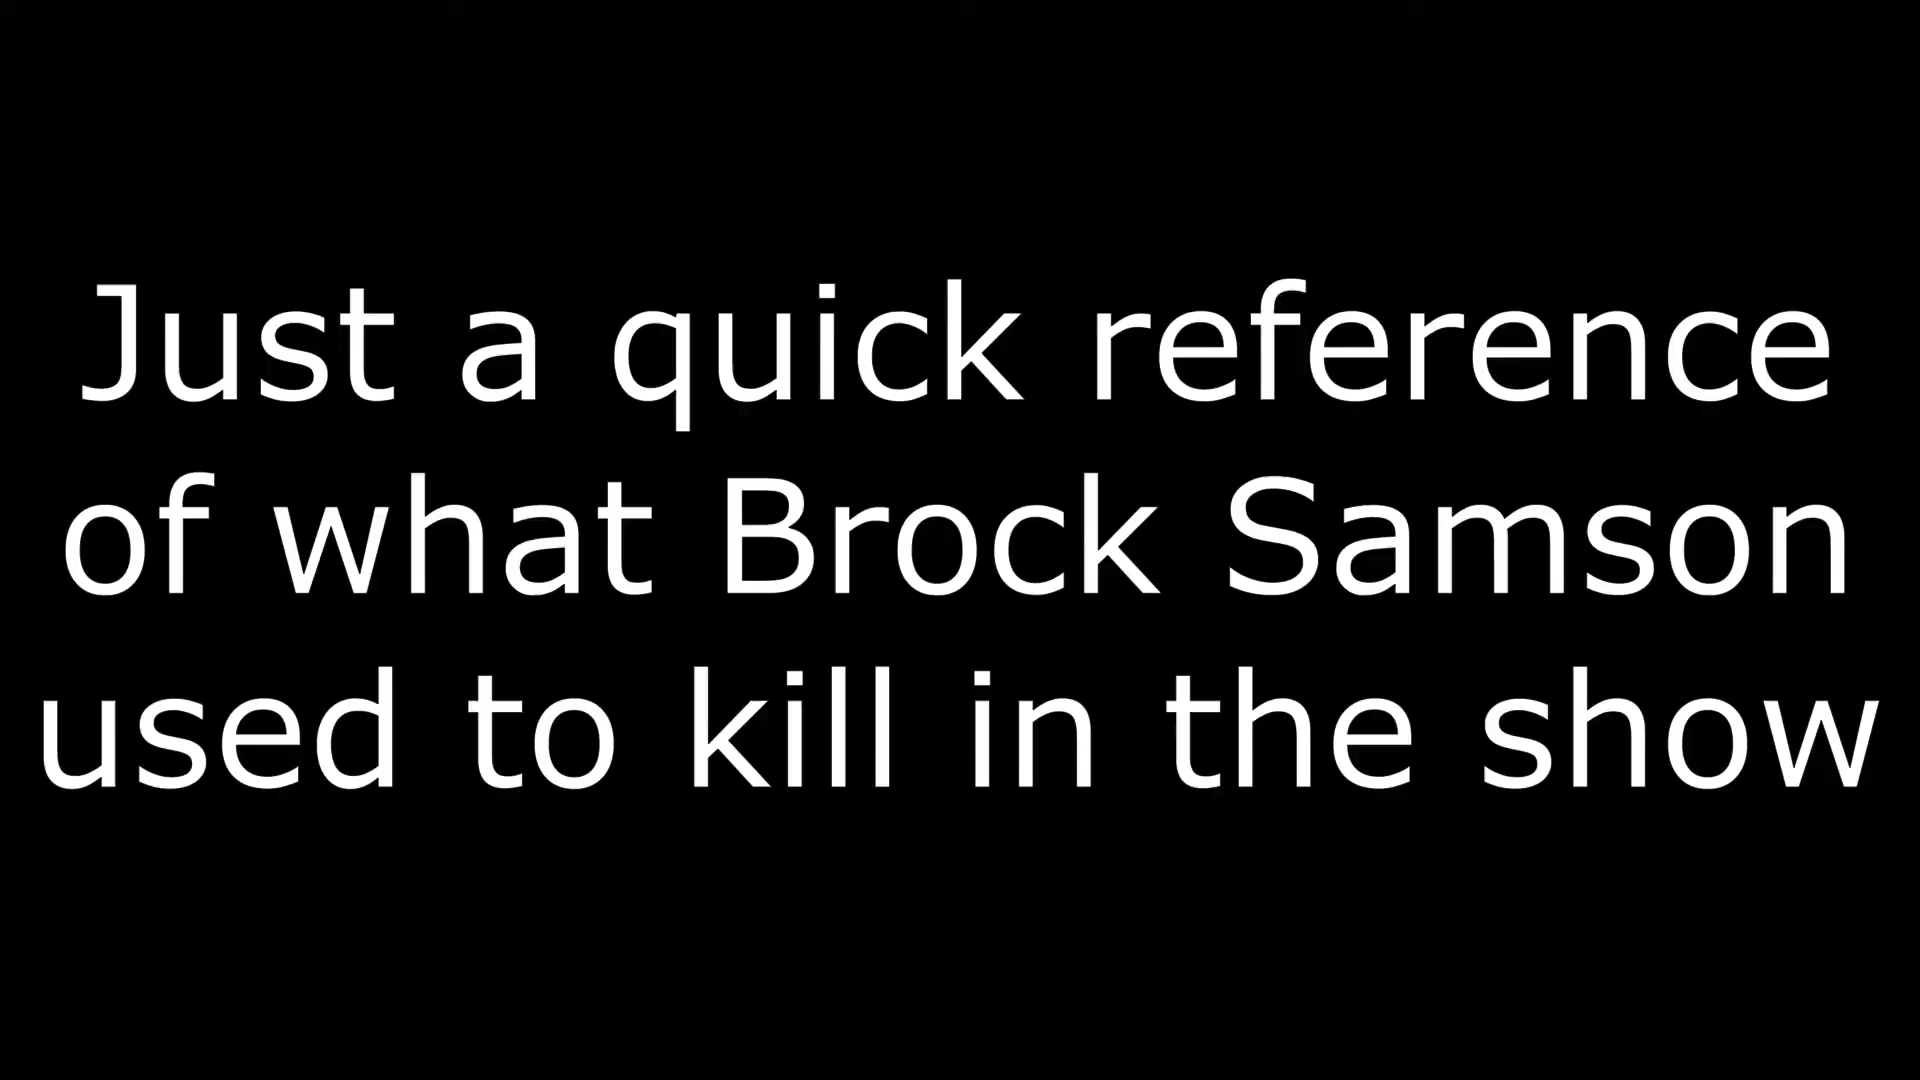 Just a quick reference
of what Brock Samson
used to kill in the show